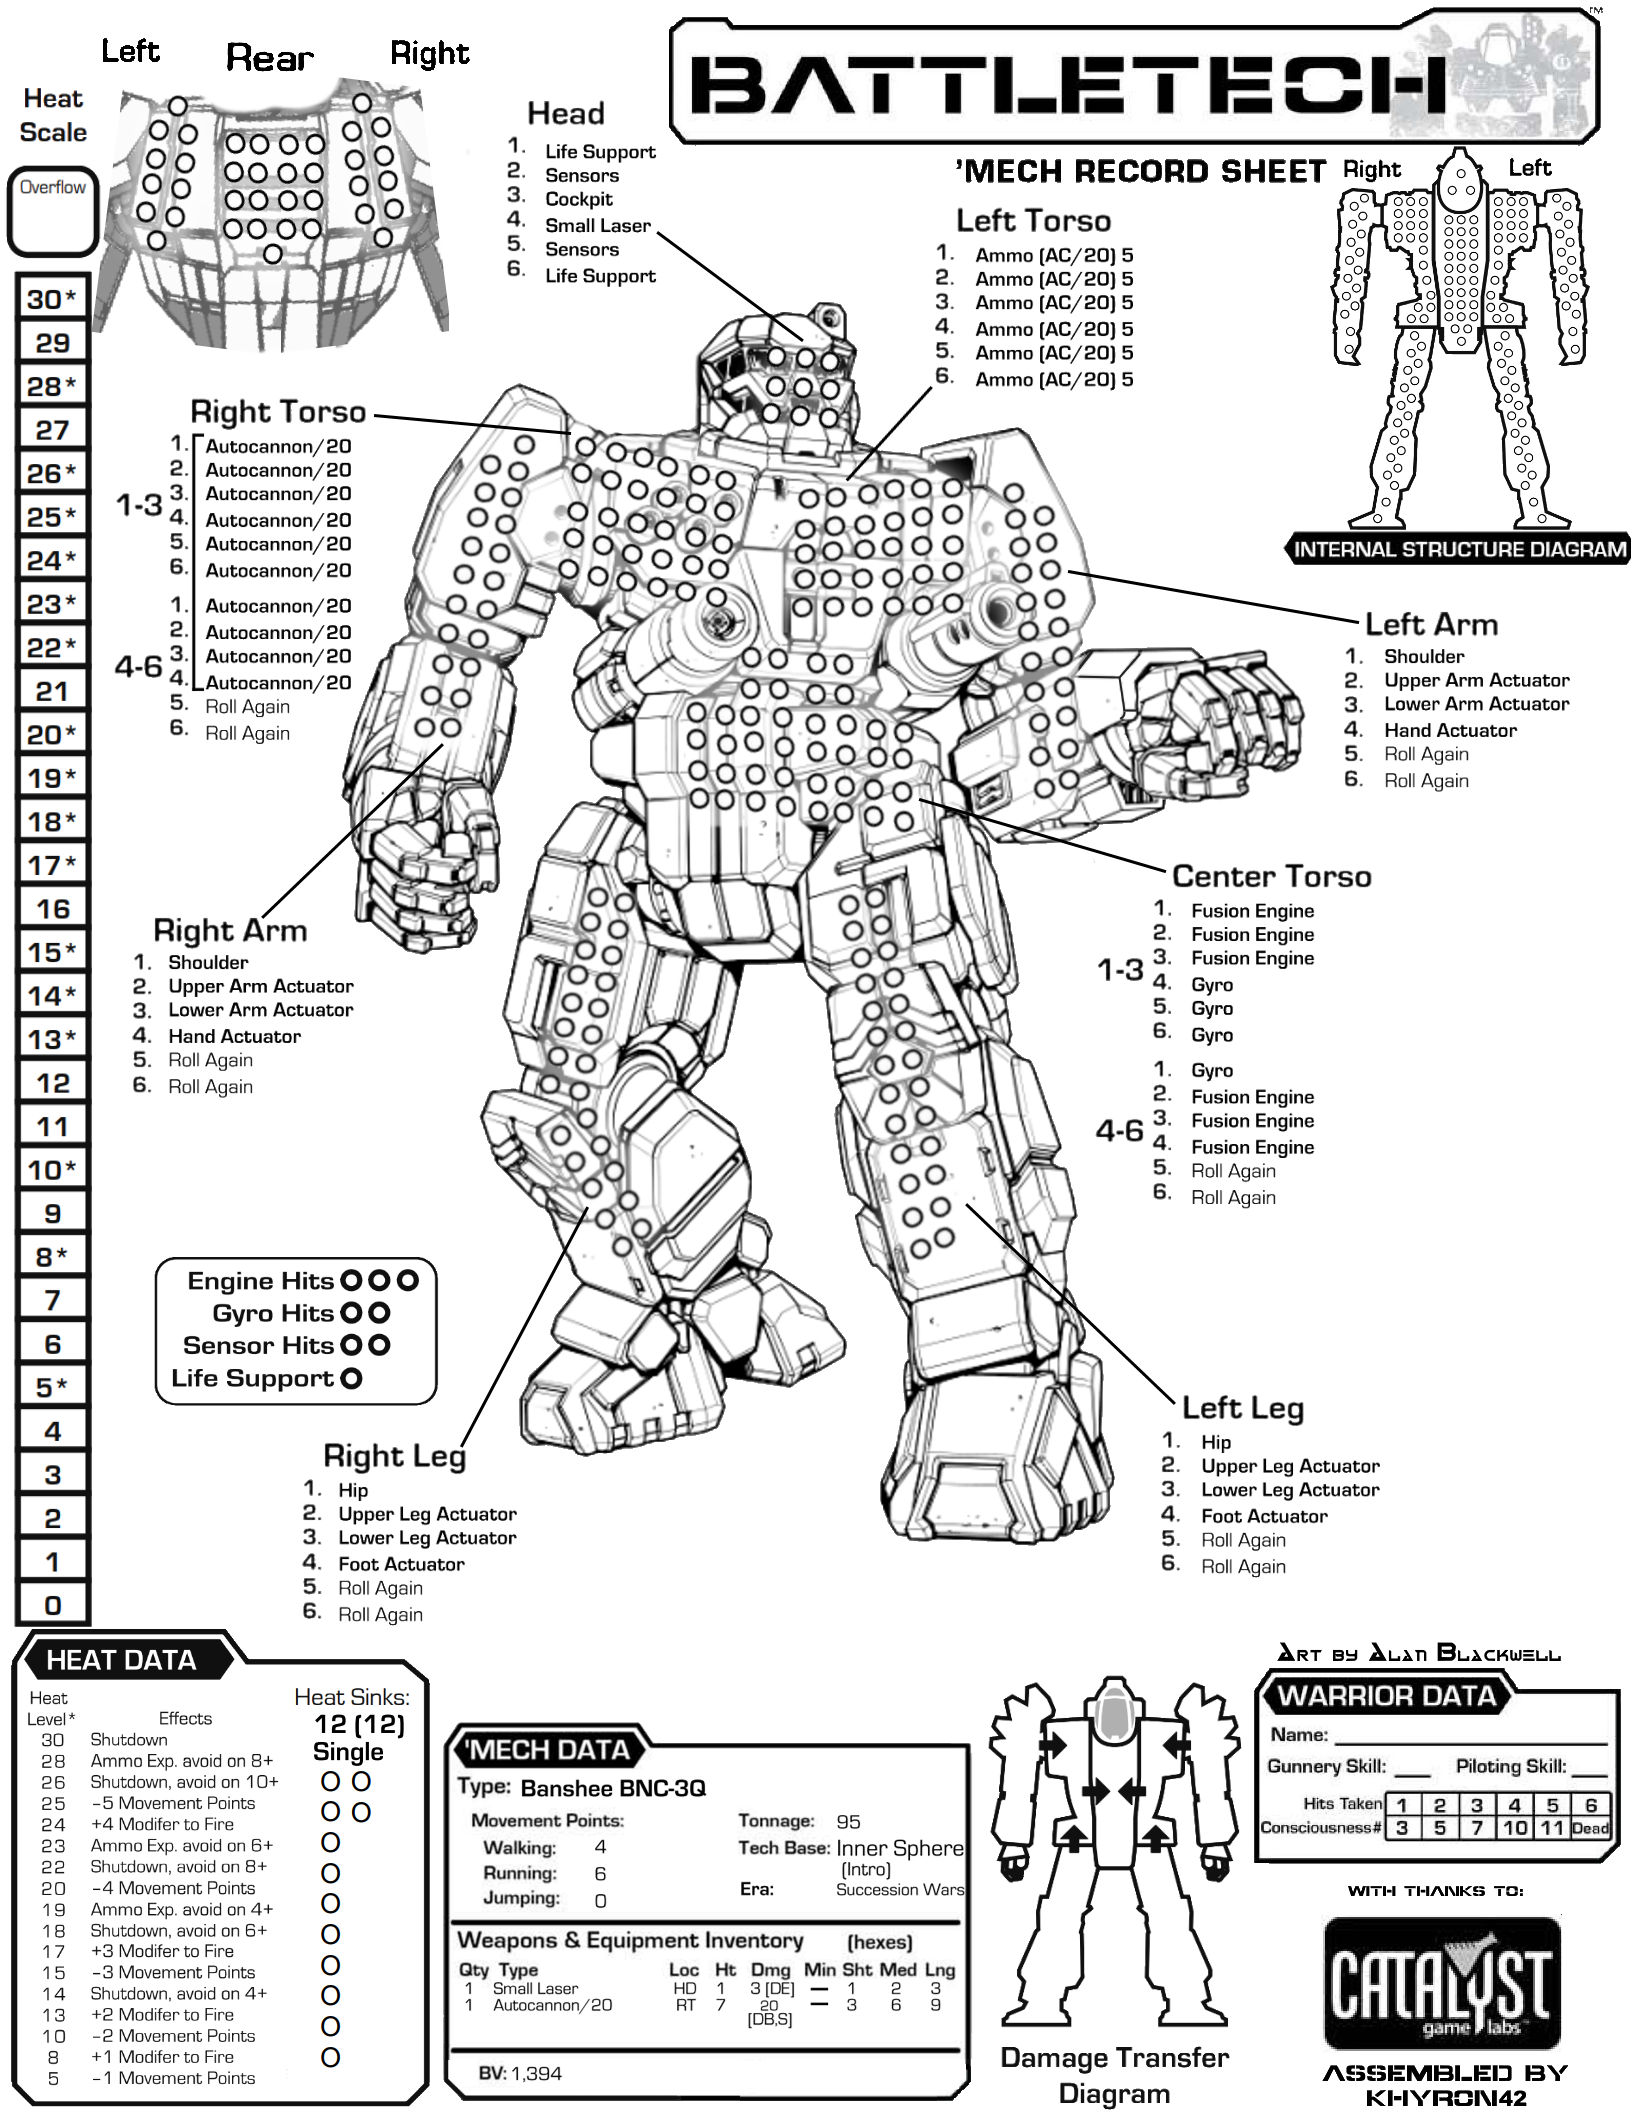 Left Rear Right
Heat
Scale
Overflow
30*
29
28*
27
26*
25*
24*
23*
22*
21
20*
19*
18*
17*
16
15*
14*
13*
12
11
10*
9
8*
7
6
5*
4
3
2
1
0
BATTLETECH
TM
'MECH RECORD SHEET
Right Left
INTERNAL STRUCTURE DIAGRAM
Head
1. Life Support
2. Sensors
3. Cockpit
4. Small Laser
5. Sensors
6. Life Support
Left Torso
1. Ammo (AC/20) 5
2. Ammo (AC/20) 5
3. Ammo (AC/20) 5
4. Ammo (AC/20) 5
5. Ammo (AC/20) 5
6. Ammo (AC/20) 5
Right Torso
1-3
1. Autocannon/20
2. Autocannon/20
3. Autocannon/20
4. Autocannon/20
5. Autocannon/20
6. Autocannon/20
4-6
1. Autocannon/20
2. Autocannon/20
3. Autocannon/20
4. Autocannon/20
5. Roll Again
6. Roll Again
Left Arm
1. Shoulder
2. Upper Arm Actuator
3. Lower Arm Actuator
4. Hand Actuator
5. Roll Again
6. Roll Again
Right Arm
1. Shoulder
2. Upper Arm Actuator
3. Lower Arm Actuator
4. Hand Actuator
5. Roll Again
6. Roll Again
Center Torso
1-3
1. Fusion Engine
2. Fusion Engine
3. Fusion Engine
4. Gyro
5. Gyro
6. Gyro
4-6
1. Gyro
2. Fusion Engine
3. Fusion Engine
4. Fusion Engine
5. Roll Again
6. Roll Again
Engine Hits
Gyro Hits
Sensor Hits
Life Support
Right Leg
1. Hip
2. Upper Leg Actuator
3. Lower Leg Actuator
4. Foot Actuator
5. Roll Again
6. Roll Again
Left Leg
1. Hip
2. Upper Leg Actuator
3. Lower Leg Actuator
4. Foot Actuator
5. Roll Again
6. Roll Again
HEAT DATA
Heat
Level* Effects
30 Shutdown
28 Ammo Exp. avoid on 8+
26 Shutdown, avoid on 10+
25 -5 Movement Points
24 +4 Modifer to Fire
23 Ammo Exp. avoid on 6+
22 Shutdown, avoid on 8+
20 -4 Movement Points
19 Ammo Exp. avoid on 4+
18 Shutdown, avoid on 6+
17 +3 Modifer to Fire
15 -3 Movement Points
14 Shutdown, avoid on 4+
13 +2 Modifer to Fire
10 -2 Movement Points
8 +1 Modifer to Fire
5 -1 Movement Points
Heat Sinks:
12 (12)
Single
'MECH DATA
Type: Banshee BNC-3Q
Movement Points:
Walking: 4
Running: 6
Jumping: 0
Tonnage: 95
Tech Base: Inner Sphere
(Intro)
Era: Succession Wars
Weapons & Equipment Inventory (hexes)
Qty Type Loc Ht Dmg Min Sht Med Lng
1 Small Laser HD 1 3 [DE] — 1 2 3
1 Autocannon/20 RT 7 20 — 3 6 9
[DB,S]
BV: 1,394
Damage Transfer
Diagram
Art by Alan Blackwell
WARRIOR DATA
Name:
Gunnery Skill: ___ Piloting Skill: ___
Hits Taken 1 2 3 4 5 6
Consciousness# 3 5 7 10 11 Dead
WITH THANKS TO:
CATALYST
game labs
ASSEMBLED BY
KHYRON42